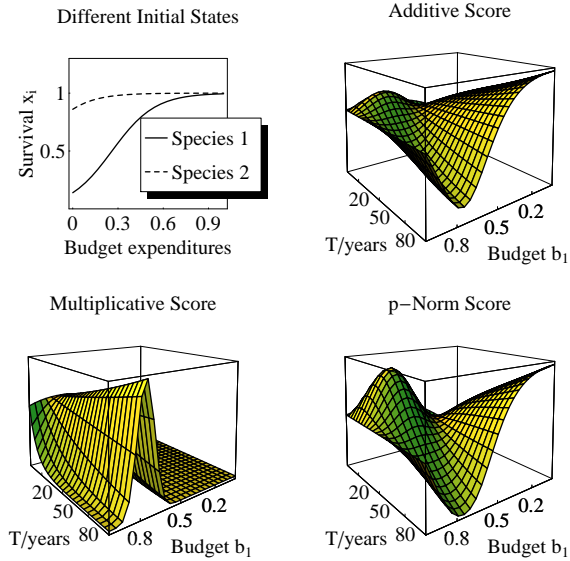 Different Initial States
Survival x_i
1
0.5
Species 1
Species 2
0 0.3 0.6 0.9
Budget expenditures
Additive Score
20
50
80
T/years
0.8
0.5
0.2
Budget b_1
Multiplicative Score
20
50
80
T/years
0.8
0.5
0.2
Budget b_1
p−Norm Score
20
50
80
T/years
0.8
0.5
0.2
Budget b_1